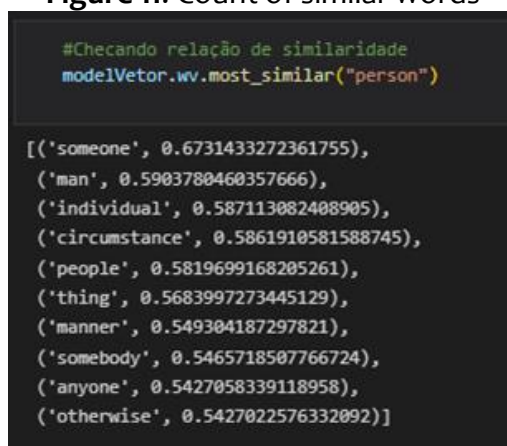 Figure 11. Count of similar words
#Checando relação de similaridade
modelVetor.wv.most_similar("person")
[('someone', 0.6731433272361755),
('man', 0.5903780460357666),
('individual', 0.587113082408905),
('circumstance', 0.5861910581588745),
('people', 0.5819699168205261),
('thing', 0.5683997273445129),
('manner', 0.549304187297821),
('somebody', 0.5465718507766724),
('anyone', 0.5427058339118958),
('otherwise', 0.5427022576332092)]